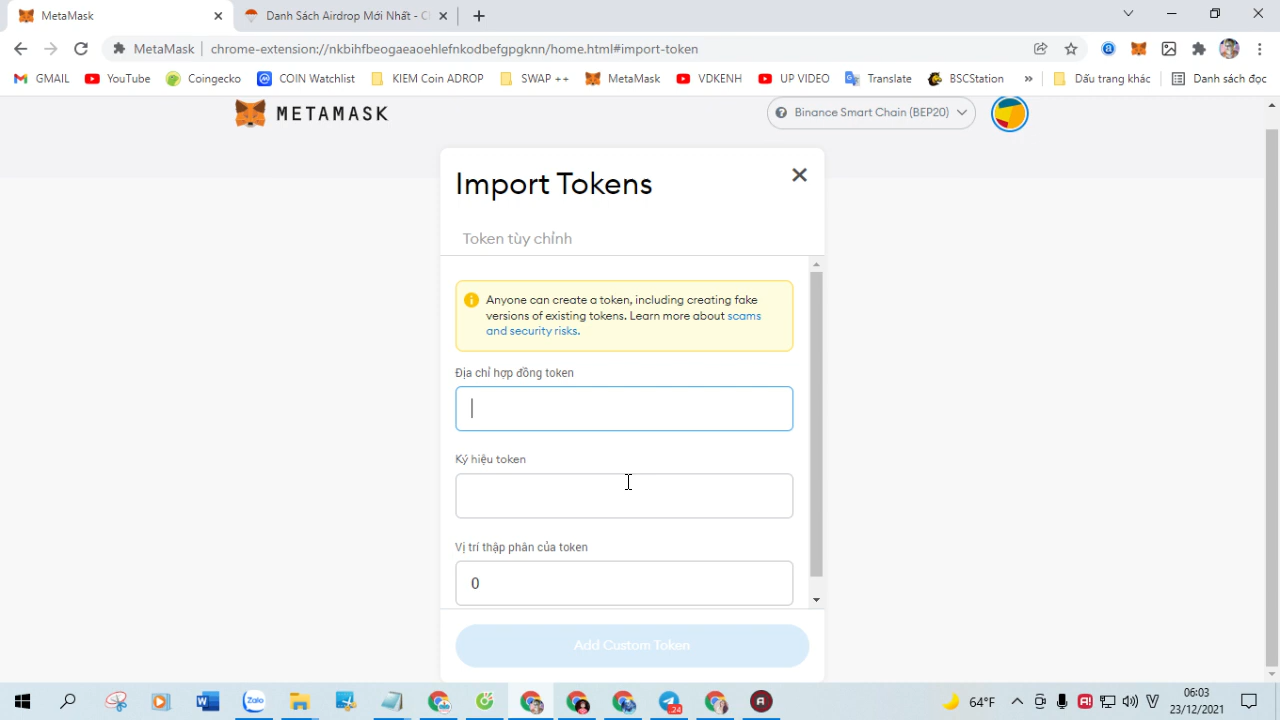 MetaMask
Danh Sách Airdrop Mới Nhất - C
MetaMask
chrome-extension://nkbihfbeogaeaoehlefnkodbefgpgknn/home.html#import-token
GMAIL
YouTube
Coingecko
COIN Watchlist
KIEM Coin ADROP
SWAP ++
MetaMask
VDKENH
UP VIDEO
Translate
BSCStation
»
Dấu trang khác
Danh sách đọc
METAMASK
Binance Smart Chain (BEP20)
Import Tokens
Token tùy chỉnh
Anyone can create a token, including creating fake
versions of existing tokens. Learn more about scams
and security risks.
Địa chỉ hợp đồng token
Ký hiệu token
Vị trí thập phân của token
0
Add Custom Token
Zalo
24
64°F
06:03
23/12/2021